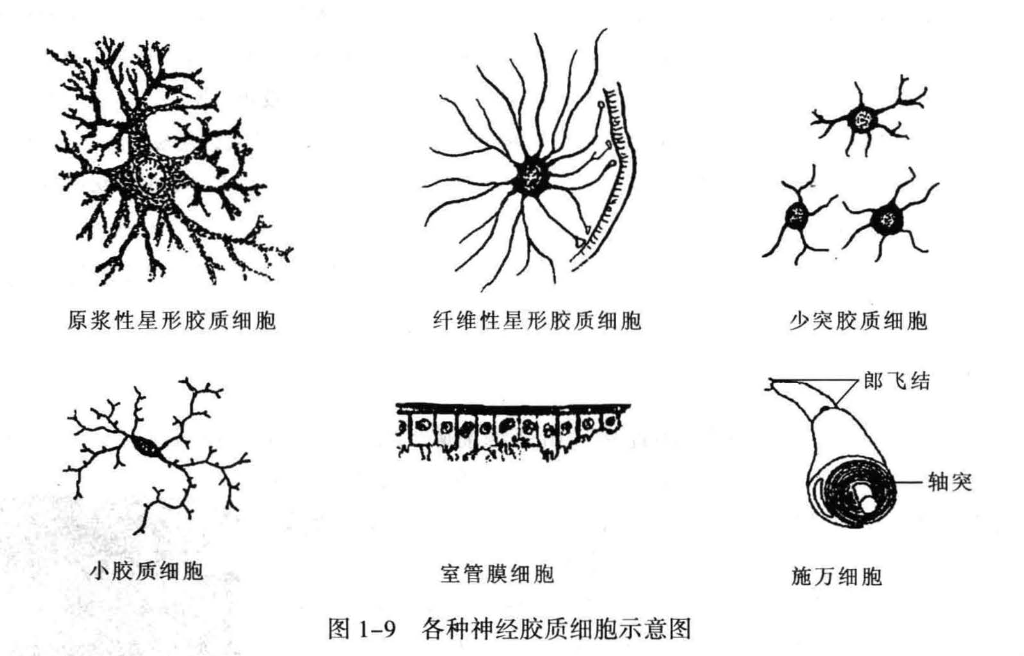 原浆性星形胶质细胞
纤维性星形胶质细胞
少突胶质细胞
郎飞结
轴突
小胶质细胞
室管膜细胞
施万细胞
图 1-9 各种神经胶质细胞示意图